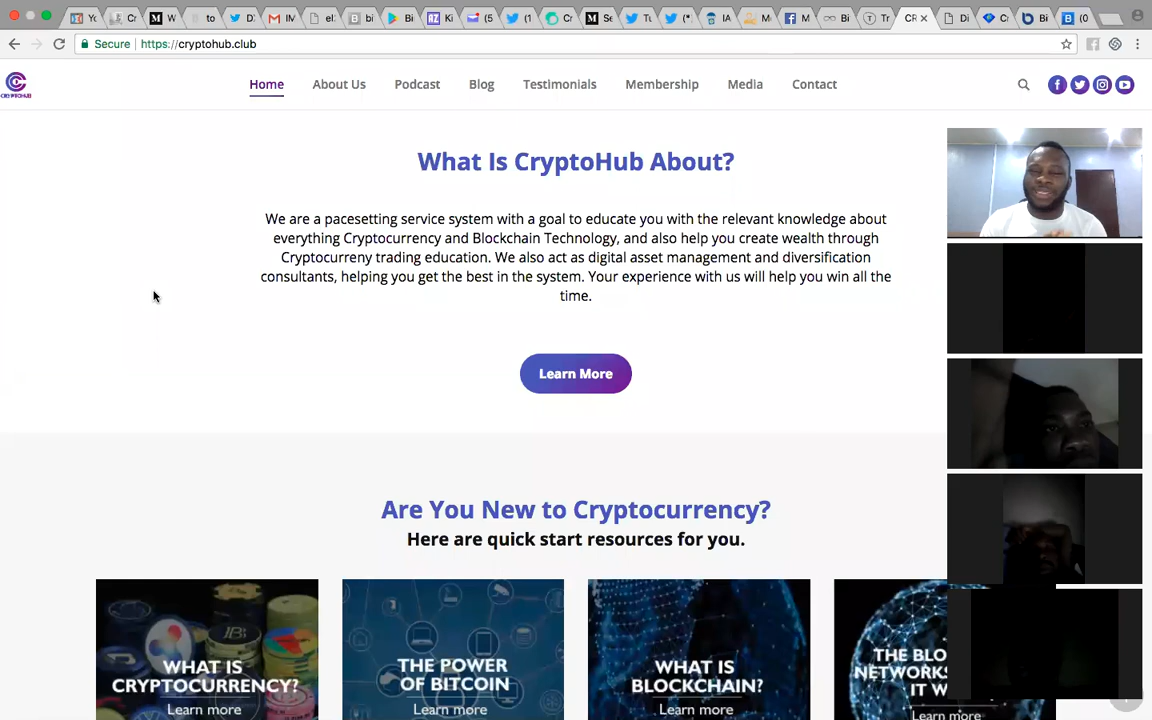 Secure
https://cryptohub.club
CRYPTOHUB
Home
About Us
Podcast
Blog
Testimonials
Membership
Media
Contact
What Is CryptoHub About?
We are a pacesetting service system with a goal to educate you with the relevant knowledge about
everything Cryptocurrency and Blockchain Technology, and also help you create wealth through
Cryptocurreny trading education. We also act as digital asset management and diversification
consultants, helping you get the best in the system. Your experience with us will help you win all the
time.
Learn More
Are You New to Cryptocurrency?
Here are quick start resources for you.
WHAT IS
CRYPTOCURRENCY?
Learn more
THE POWER
OF BITCOIN
Learn more
WHAT IS
BLOCKCHAIN?
Learn more
THE BLO
NETWORKS
IT W
Learn more